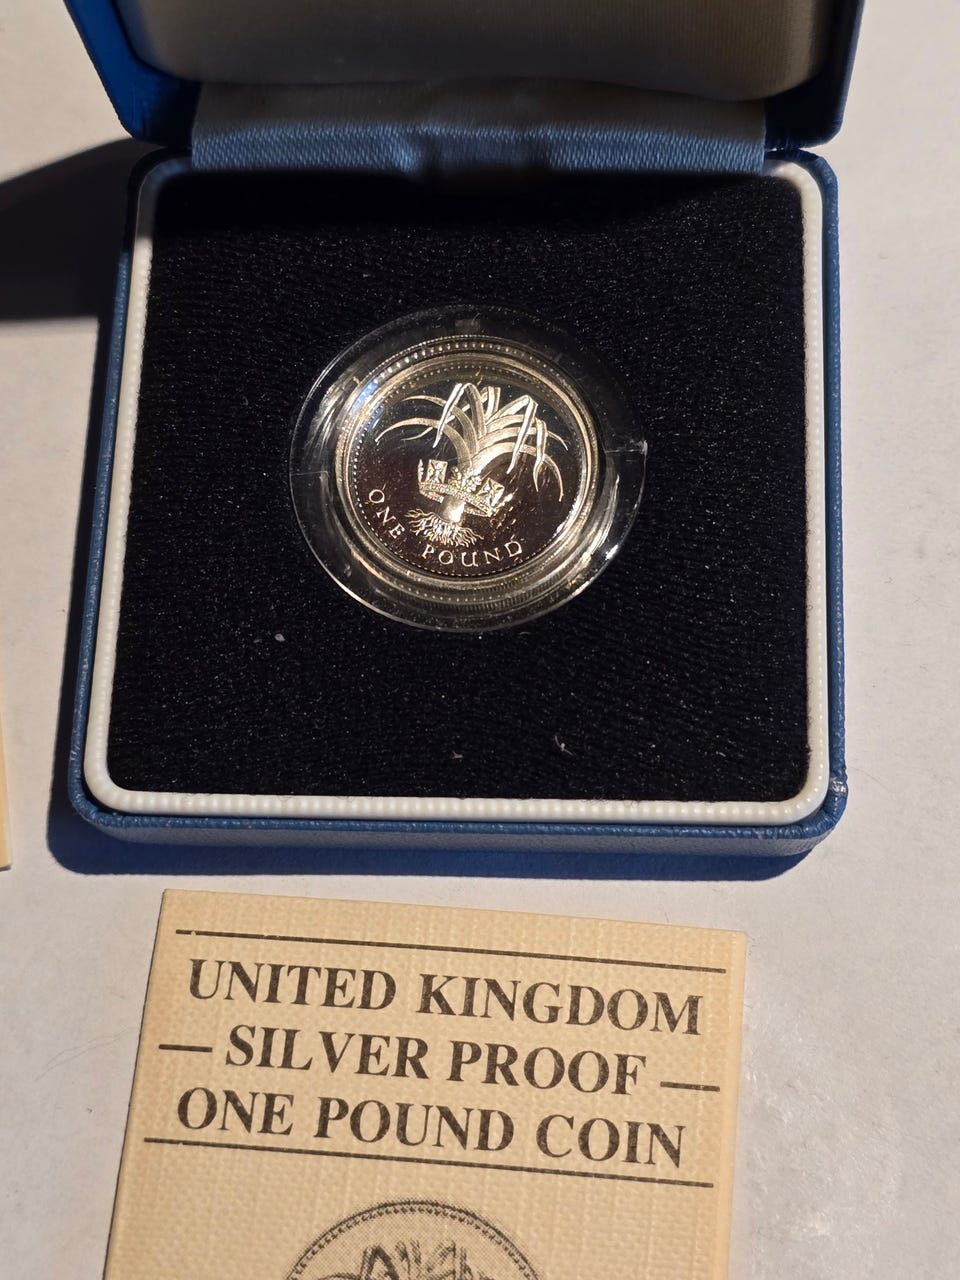 ONE POUND
UNITED KINGDOM
— SILVER PROOF —
ONE POUND COIN